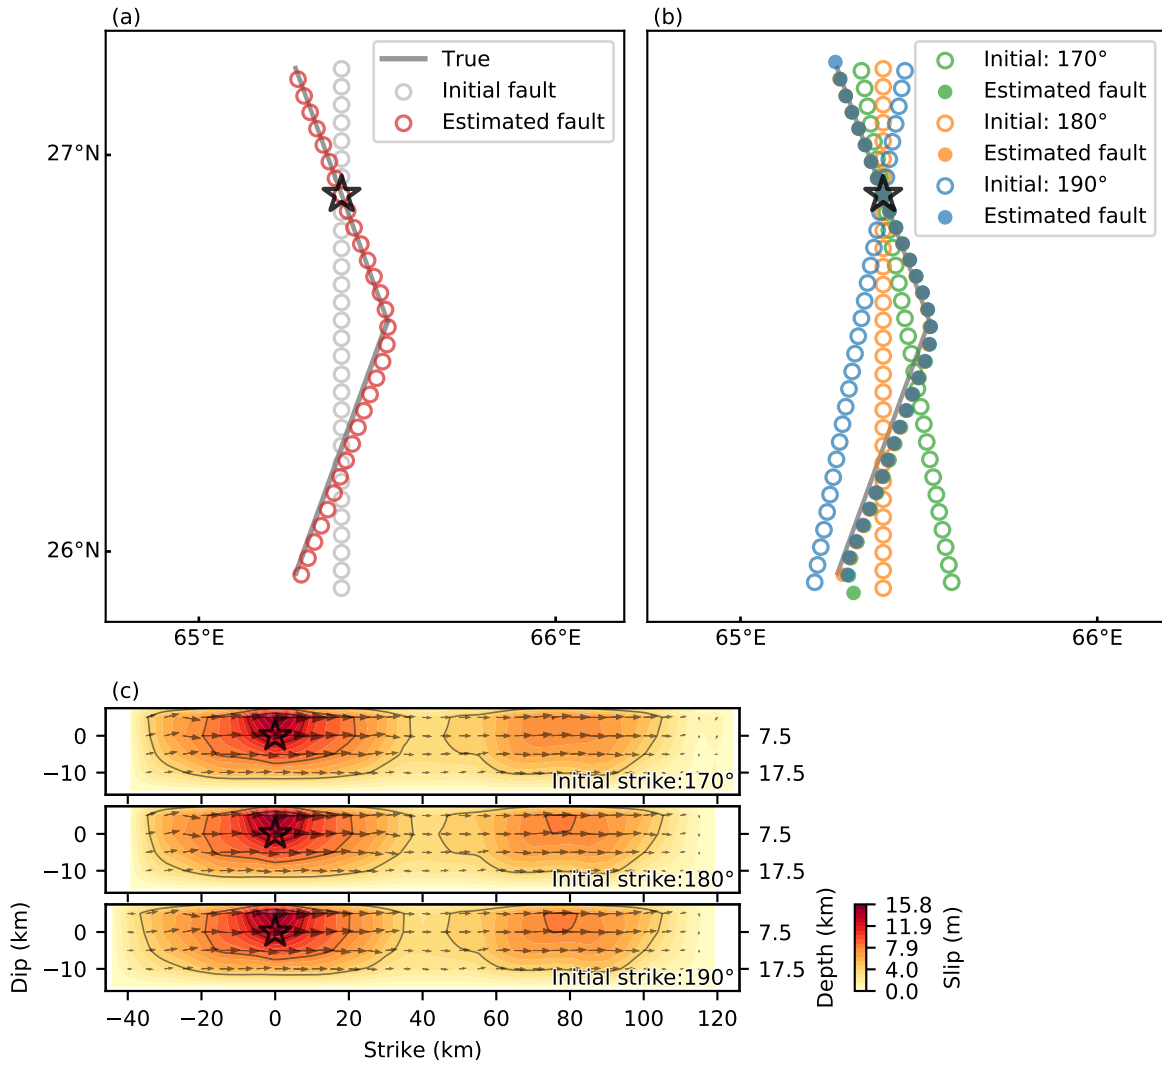 (a)
(b)
True
Initial fault
Estimated fault
Initial: 170°
Estimated fault
Initial: 180°
Estimated fault
Initial: 190°
Estimated fault
27°N
26°N
65°E
66°E
65°E
66°E
(c)
0
−10
7.5
17.5
Initial strike:170°
0
−10
7.5
17.5
Initial strike:180°
0
−10
7.5
17.5
Initial strike:190°
Dip (km)
Depth (km)
15.8
11.9
7.9
4.0
0.0
Slip (m)
−40
−20
0
20
40
60
80
100
120
Strike (km)